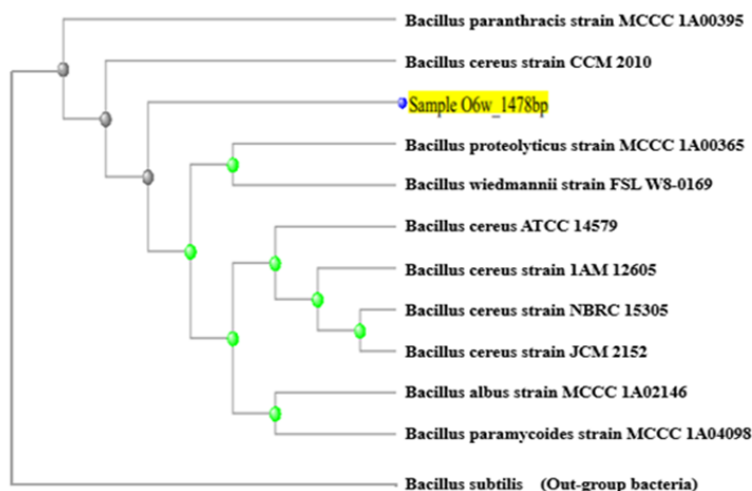 Bacillus paranthracis strain MCCC 1A00395
Bacillus cereus strain CCM 2010
Sample O6w_1478bp
Bacillus proteolyticus strain MCCC 1A00365
Bacillus wiedmannii strain FSL W8-0169
Bacillus cereus ATCC 14579
Bacillus cereus strain IAM 12605
Bacillus cereus strain NBRC 15305
Bacillus cereus strain JCM 2152
Bacillus albus strain MCCC 1A02146
Bacillus paramycoides strain MCCC 1A04098
Bacillus subtilis (Out-group bacteria)